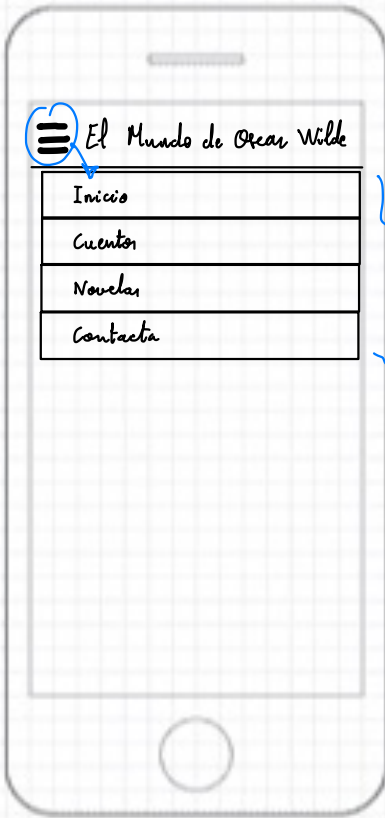 El Mundo de Oscar Wilde
Inicio
Cuentos
Novelas
Contacta